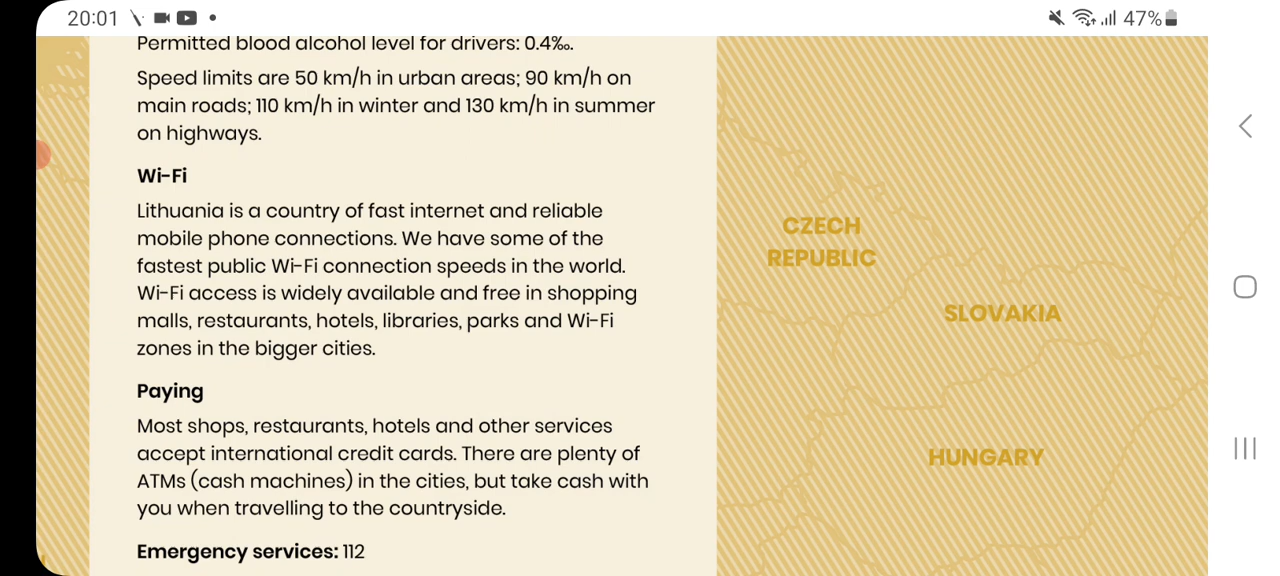 20:01
47%
Permitted blood alcohol level for drivers: 0.4‰.
Speed limits are 50 km/h in urban areas; 90 km/h on
main roads; 110 km/h in winter and 130 km/h in summer
on highways.
Wi-Fi
Lithuania is a country of fast internet and reliable
mobile phone connections. We have some of the
fastest public Wi-Fi connection speeds in the world.
Wi-Fi access is widely available and free in shopping
malls, restaurants, hotels, libraries, parks and Wi-Fi
zones in the bigger cities.
Paying
Most shops, restaurants, hotels and other services
accept international credit cards. There are plenty of
ATMs (cash machines) in the cities, but take cash with
you when travelling to the countryside.
Emergency services: 112
CZECH
REPUBLIC
SLOVAKIA
HUNGARY